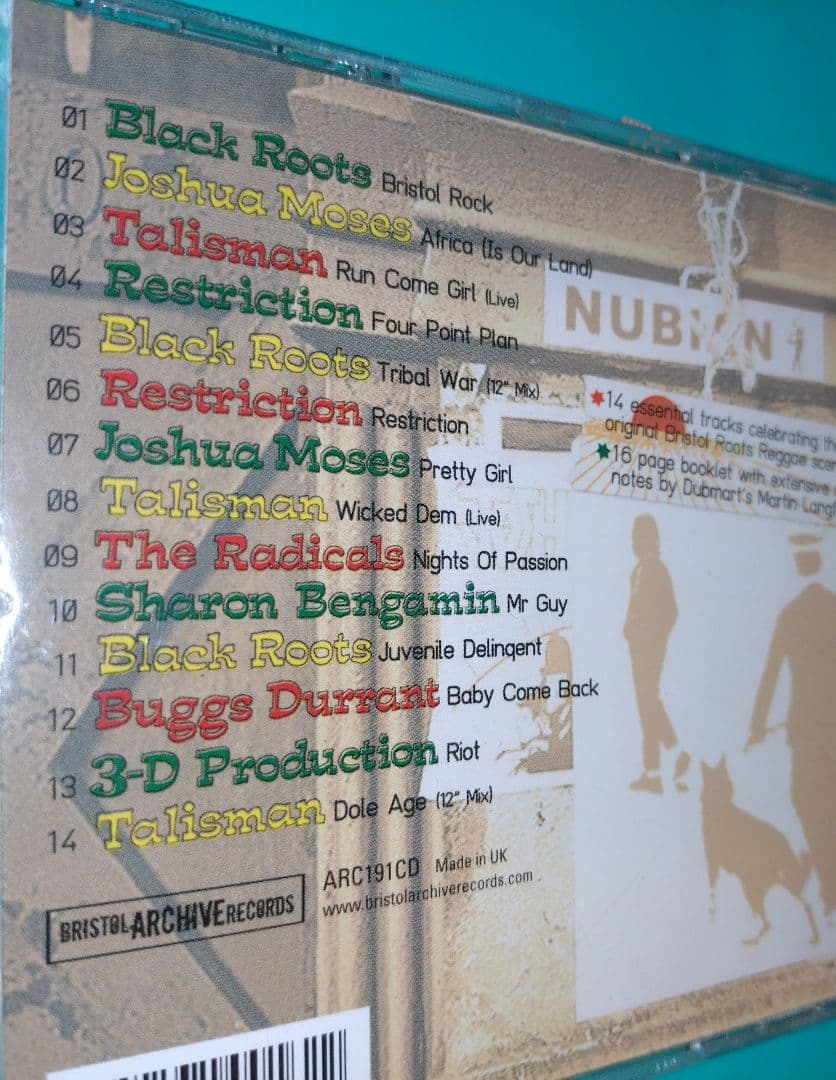 01 Black Roots Bristol Rock
02 Joshua Moses Africa (Is Our Land)
03 Talisman Run Come Girl (Live)
04 Restriction Four Point Plan
05 Black Roots Tribal War (12" Mix)
06 Restriction Restriction
07 Joshua Moses Pretty Girl
08 Talisman Wicked Dem (Live)
09 The Radicals Nights Of Passion
10 Sharon Bengamin Mr Guy
11 Black Roots Juvenile Delinqent
12 Buggs Durrant Baby Come Back
13 3-D Production Riot
14 Talisman Dole Age (12" Mix)
NUBIAN
14 essential tracks celebrating
original Bristol Roots Reggae
16 page booklet with extensive
notes by Dubmart's Martin
BRISTOL ARCHIVE RECORDS
ARC191CD Made in UK
www.bristolarchiverecords.com